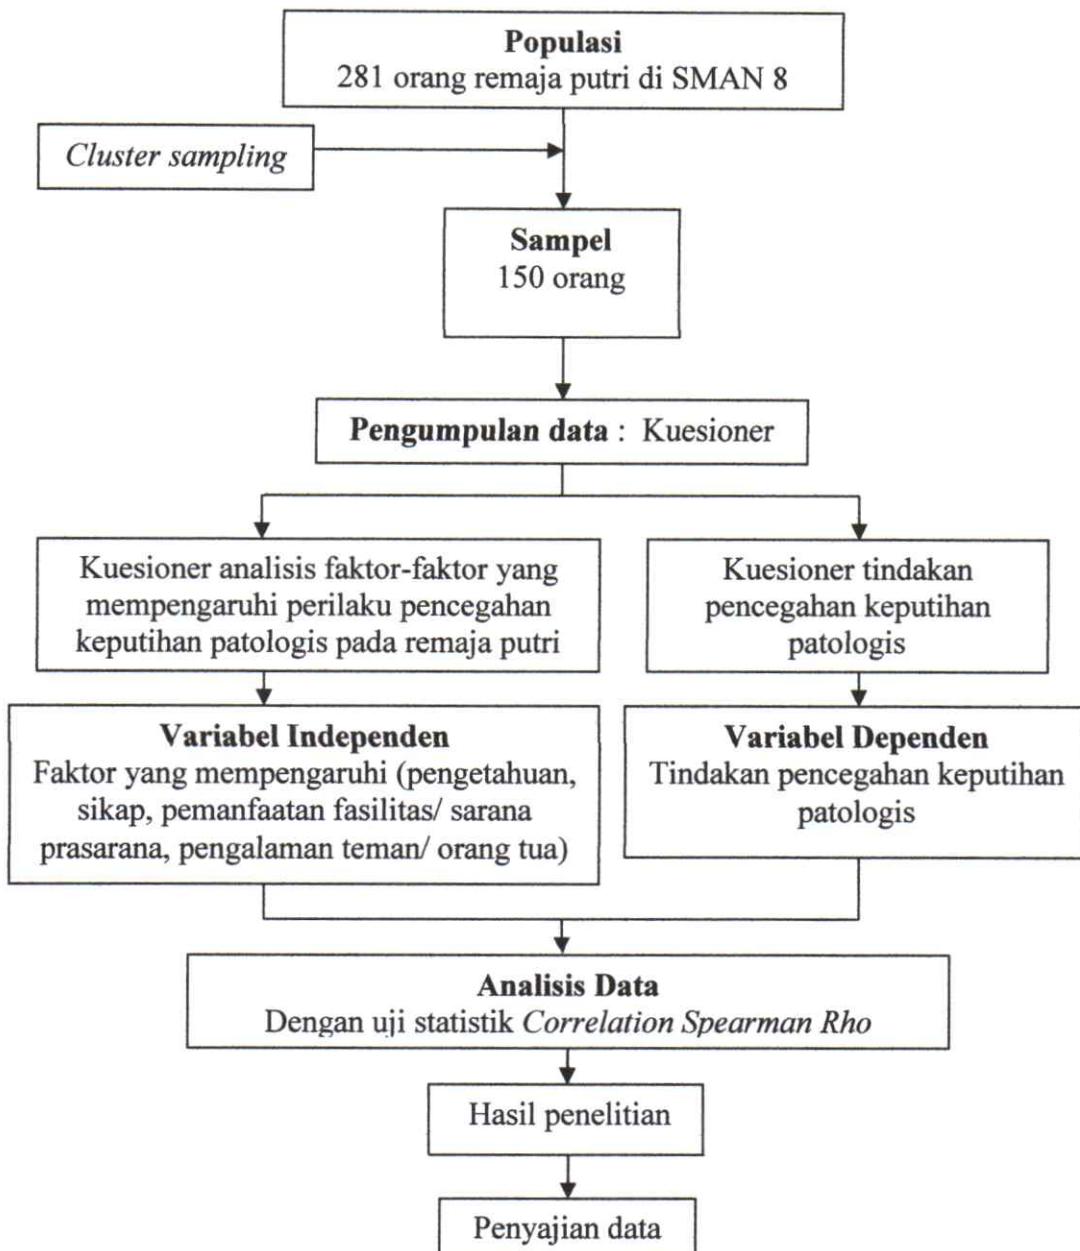 Populasi
281 orang remaja putri di SMAN 8
Cluster sampling
Sampel
150 orang
Pengumpulan data : Kuesioner
Kuesioner analisis faktor-faktor yang
mempengaruhi perilaku pencegahan
keputihan patologis pada remaja putri
Kuesioner tindakan
pencegahan keputihan
patologis
Variabel Independen
Faktor yang mempengaruhi (pengetahuan,
sikap, pemanfaatan fasilitas/ sarana
prasarana, pengalaman teman/ orang tua)
Variabel Dependen
Tindakan pencegahan keputihan
patologis
Analisis Data
Dengan uji statistik Correlation Spearman Rho
Hasil penelitian
Penyajian data